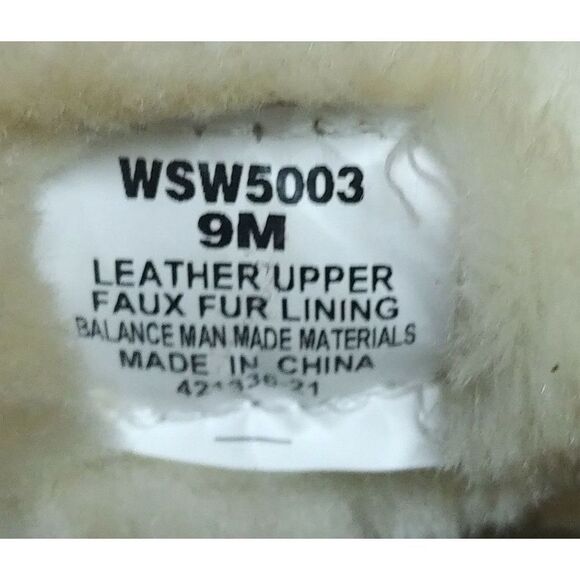 WSW5003
9M
LEATHER UPPER
FAUX FUR LINING
BALANCE MAN MADE MATERIALS
MADE IN CHINA